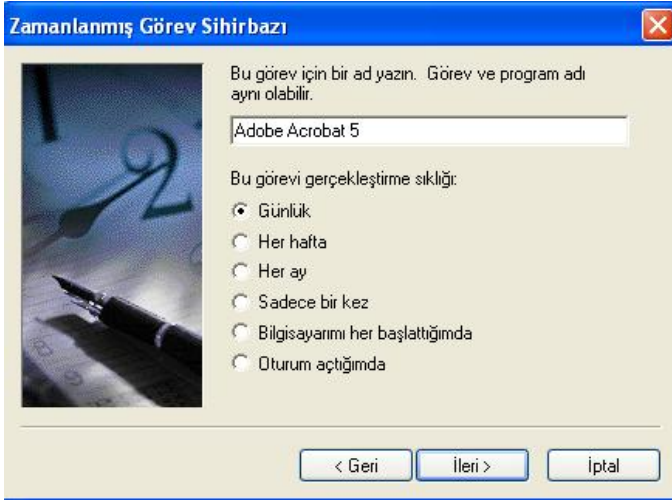 Zamanlanmış Görev Sihirbazı
Bu görev için bir ad yazın. Görev ve program adı
aynı olabilir.
Adobe Acrobat 5
Bu görevi gerçekleştirme sıklığı:
Günlük
Her hafta
Her ay
Sadece bir kez
Bilgisayarımı her başlattığımda
Oturum açtığımda
< Geri
İleri >
İptal